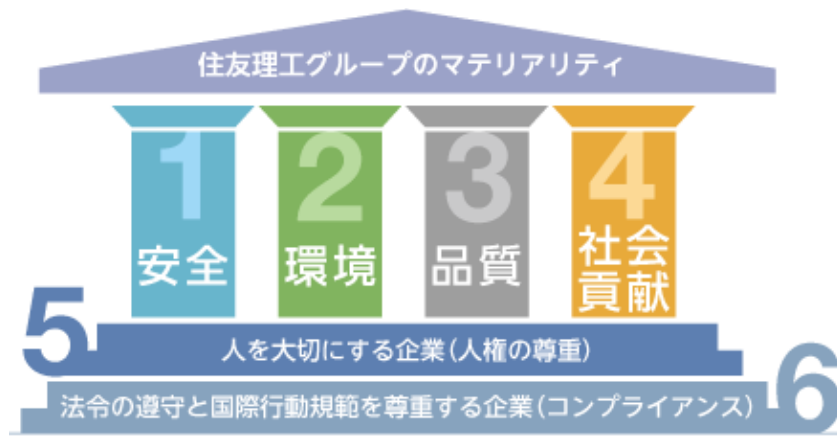 住友理工グループのマテリアリティ
1
安全
2
環境
3
品質
4
社会
貢献
5
人を大切にする企業(人権の尊重)
6
法令の遵守と国際行動規範を尊重する企業(コンプライアンス)